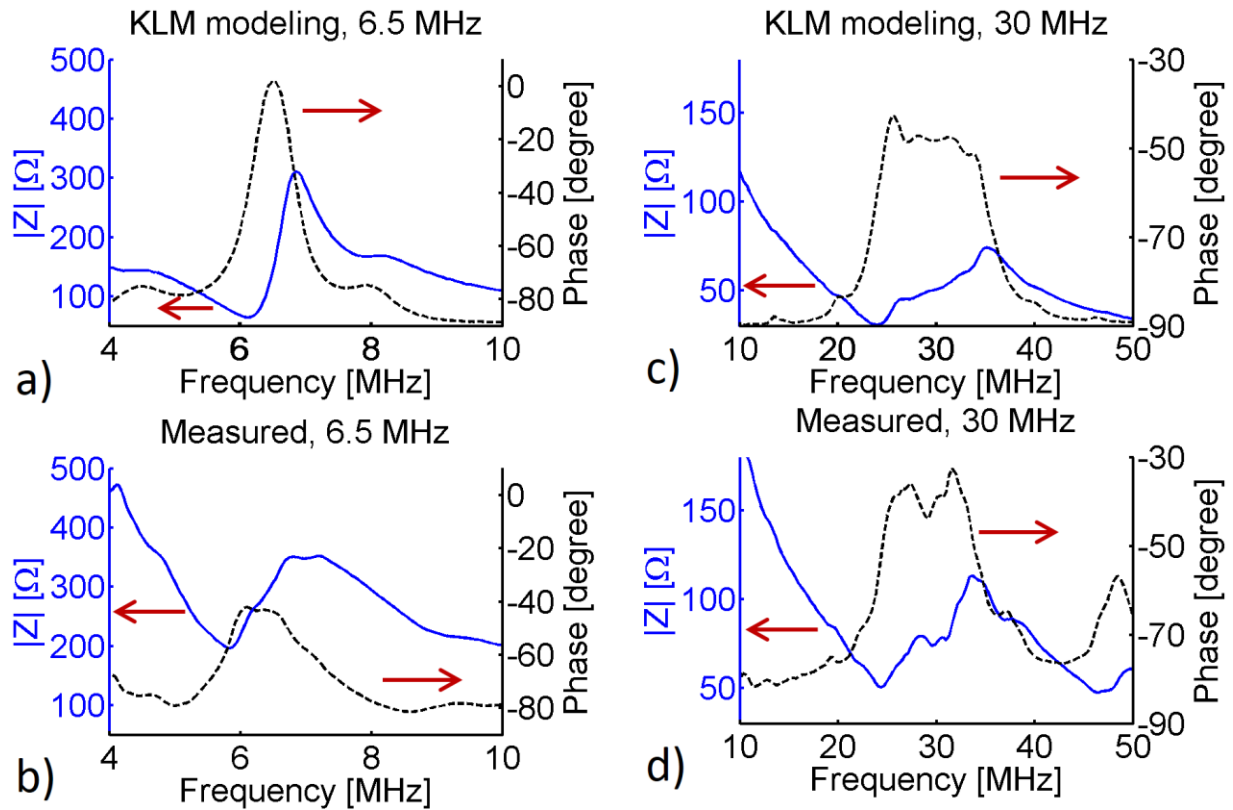 KLM modeling, 6.5 MHz
500
400
300
200
100
|Z| [Ω]
0
-20
-40
-60
-80
Phase [degree]
4
6
8
10
Frequency [MHz]
a)
KLM modeling, 30 MHz
150
100
50
|Z| [Ω]
-30
-50
-70
-90
Phase [degree]
10
20
30
40
50
Frequency [MHz]
c)
Measured, 6.5 MHz
500
400
300
200
100
|Z| [Ω]
0
-20
-40
-60
-80
Phase [degree]
4
6
8
10
Frequency [MHz]
b)
Measured, 30 MHz
150
100
50
|Z| [Ω]
-30
-50
-70
-90
Phase [degree]
10
20
30
40
50
Frequency [MHz]
d)